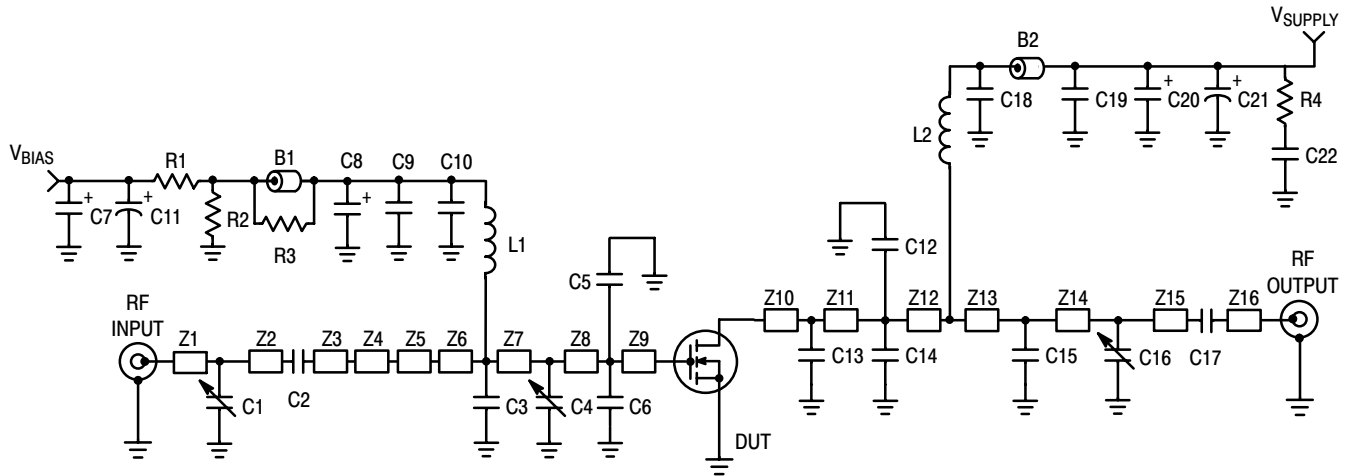 VSUPPLY
B2
C18
C19
+
C20
+
C21
R4
L2
C22
VBIAS
R1
B1
C8
C9
C10
+
C7
+
C11
R2
R3
+
L1
C5
C12
RF
INPUT
Z1
Z2
Z3
Z4
Z5
Z6
Z7
Z8
Z9
Z10
Z11
Z12
Z13
Z14
Z15
Z16
RF
OUTPUT
C1
C2
C3
C4
C6
C13
C14
C15
C16
C17
DUT